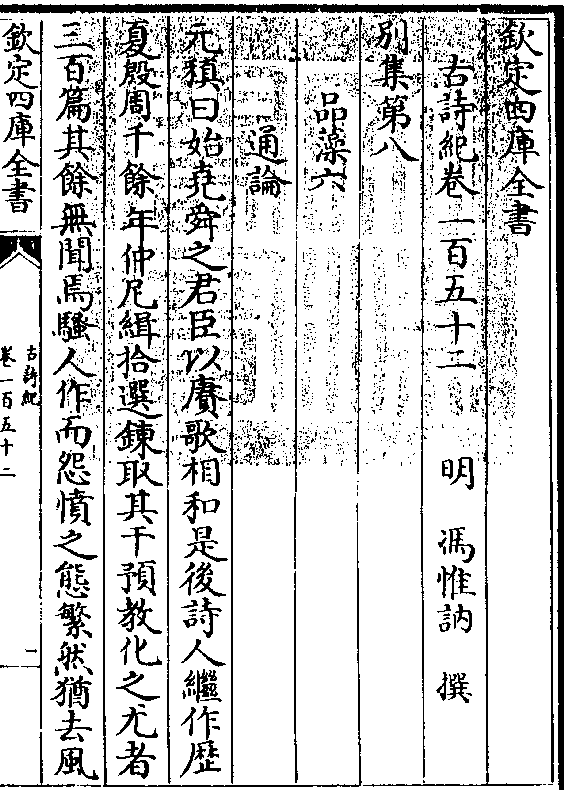 欽定四庫全書
古詩紀卷一百五十二　明　馮惟訥　撰
別集第八
品藻六
通論
元稹曰始堯舜之君臣以賡歌相和是後詩人繼作歷
夏殷周千餘年仲尼緝拾選鍊取其干預教化之尤者
三百篇其餘無聞焉騷人作而怨憤之態繁然猶去風
欽定四庫全書
古詩紀
卷一百五十二
一